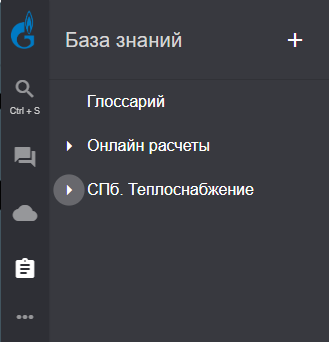 База знаний
Ctrl + S
Глоссарий
Онлайн расчеты
СПб. Теплоснабжение